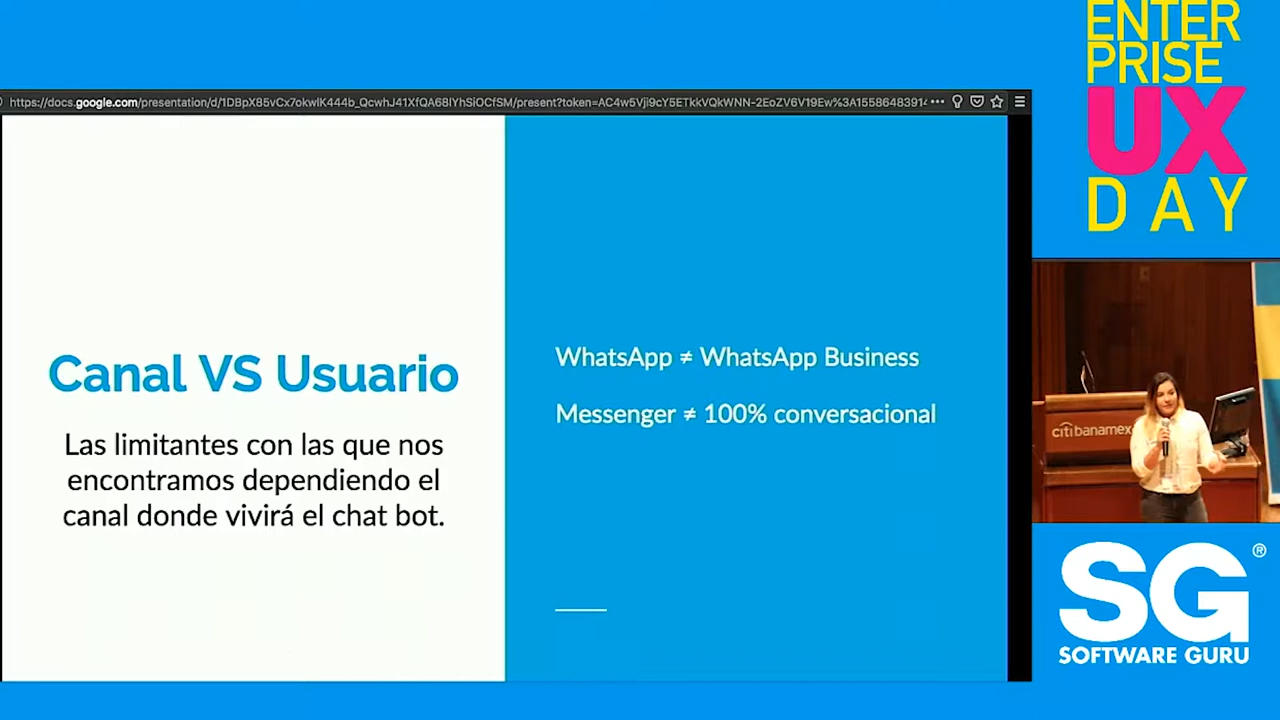 ENTER
PRISE
UX
DAY
https://docs.google.com/presentation/d/1DBpX85vCx7okwlK444b_QcwhJ41XfQA68lYhSiOCfSM/present?token=AC4w5Vji9cY5ETkkVQkWNN-2EoZV6V19Ew%3A1558648391
Canal VS Usuario
Las limitantes con las que nos
encontramos dependiendo el
canal donde vivirá el chat bot.
WhatsApp ≠ WhatsApp Business
Messenger ≠ 100% conversacional
citibanamex
SG®
SOFTWARE GURU